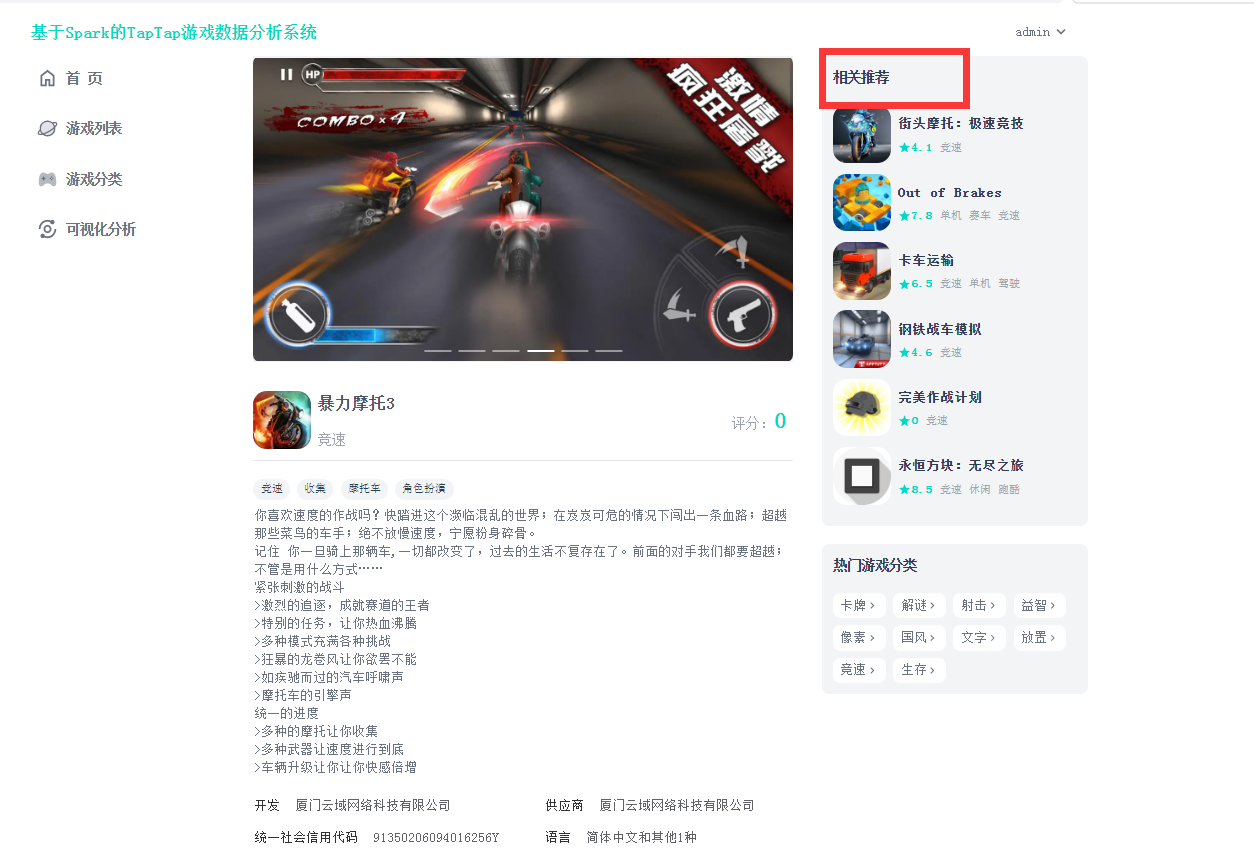 基于Spark的TapTap游戏数据分析系统
admin
首 页
游戏列表
游戏分类
可视化分析
HP
COMBO×4
激情
疯狂屠戮
暴力摩托3
竞速
评分：0
竞速 收集 摩托车 角色扮演
你喜欢速度的作战吗？快踏进这个濒临混乱的世界；在岌岌可危的情况下闯出一条血路；超越
那些菜鸟的车手；绝不放慢速度，宁愿粉身碎骨。
记住 你一旦骑上那辆车,一切都改变了，过去的生活不复存在了。前面的对手我们都要超越；
不管是用什么方式……
紧张刺激的战斗
>激烈的追逐，成就赛道的王者
>特别的任务，让你热血沸腾
>多种模式充满各种挑战
>狂暴的龙卷风让你欲罢不能
>如疾驰而过的汽车呼啸声
>摩托车的引擎声
统一的进度
>多种的摩托让你收集
>多种武器让速度进行到底
>车辆升级让你让你快感倍增
开发 厦门云域网络科技有限公司 供应商 厦门云域网络科技有限公司
统一社会信用代码 91350206094016256Y 语言 简体中文和其他1种
相关推荐
街头摩托：极速竞技
★4.1 竞速
Out of Brakes
★7.8 单机 赛车 竞速
卡车运输
★6.5 竞速 单机 驾驶
钢铁战车模拟
★4.6 竞速
完美作战计划
★0 竞速
永恒方块：无尽之旅
★8.5 竞速 休闲 跑酷
热门游戏分类
卡牌› 解谜› 射击› 益智›
像素› 国风› 文字› 放置›
竞速› 生存›